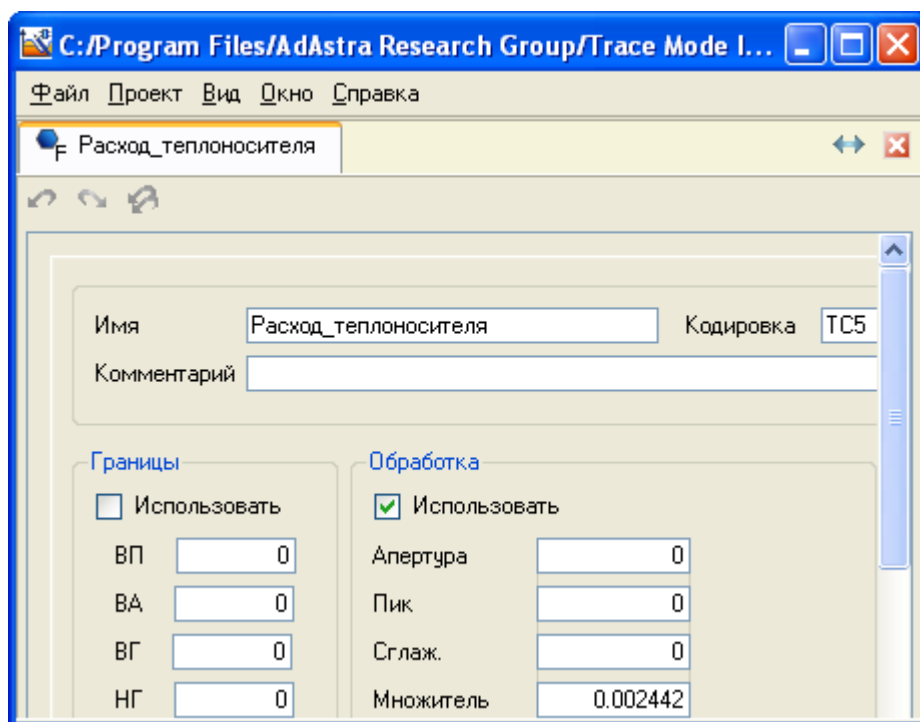 C:/Program Files/AdAstra Research Group/Trace Mode I...
Файл Проект Вид Окно Справка
F Расход_теплоносителя
Имя Расход_теплоносителя Кодировка ТС5
Комментарий
Границы Обработка
Использовать Использовать
ВП 0 Апертура 0
ВА 0 Пик 0
ВГ 0 Сглаж. 0
НГ 0 Множитель 0.002442